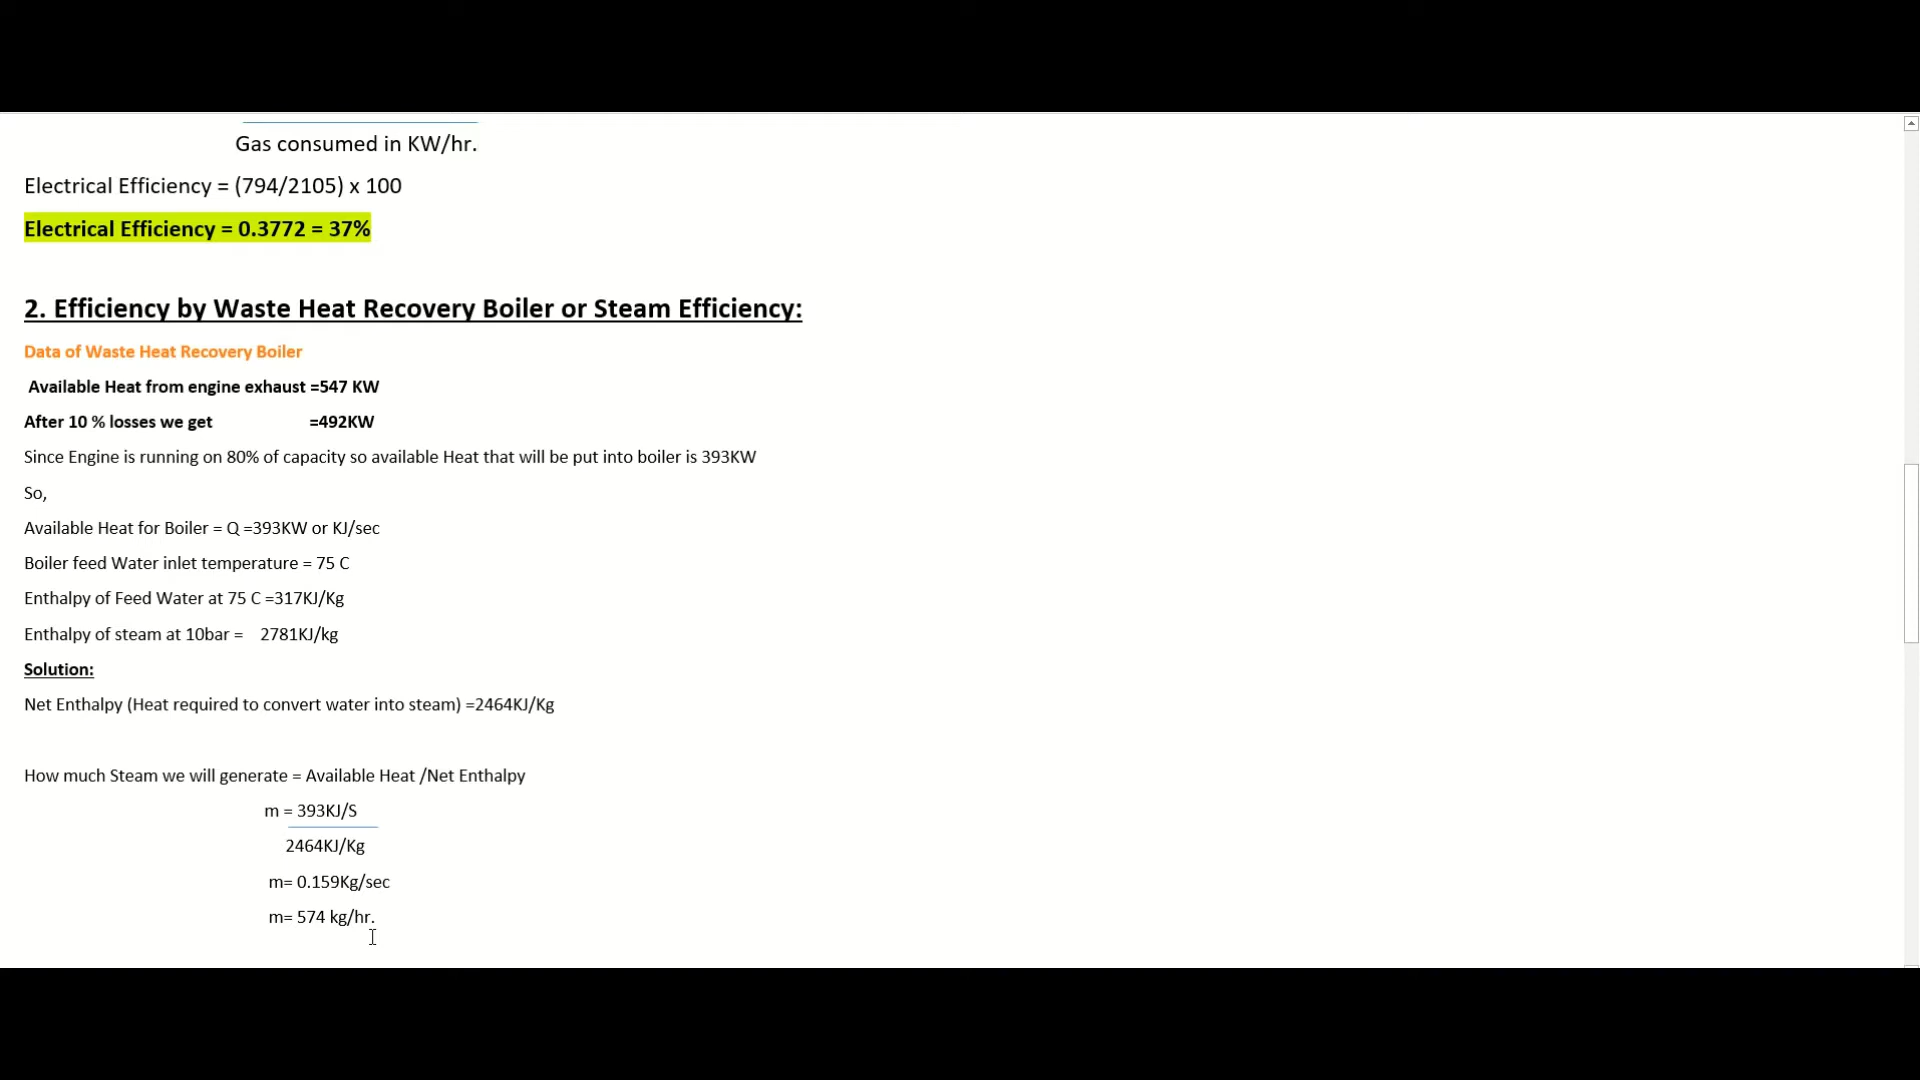 Gas consumed in KW/hr.
Electrical Efficiency = (794/2105) x 100
Electrical Efficiency = 0.3772 = 37%
2. Efficiency by Waste Heat Recovery Boiler or Steam Efficiency:
Data of Waste Heat Recovery Boiler
Available Heat from engine exhaust =547 KW
After 10 % losses we get =492KW
Since Engine is running on 80% of capacity so available Heat that will be put into boiler is 393KW
So,
Available Heat for Boiler = Q =393KW or KJ/sec
Boiler feed Water inlet temperature = 75 C
Enthalpy of Feed Water at 75 C =317KJ/Kg
Enthalpy of steam at 10bar = 2781KJ/kg
Solution:
Net Enthalpy (Heat required to convert water into steam) =2464KJ/Kg
How much Steam we will generate = Available Heat /Net Enthalpy
m = 393KJ/S
2464KJ/Kg
m= 0.159Kg/sec
m= 574 kg/hr.